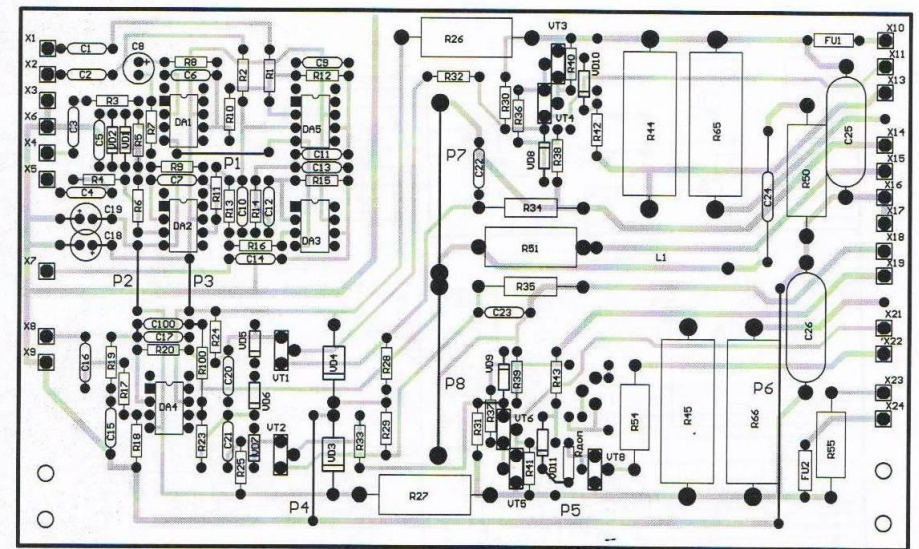 X1
C1
X2
C2
C8
R8
C6
R2
R1
C9
R12
X3
R3
DA1
R10
DA5
X6
C3
C5
VD2
VD1
R5
R7
X4
P1
C11
X5
R4
R9
C13
C4
C7
R11
R15
R6
R13
C10
R14
C12
C19
DA2
DA3
C18
R16
C14
X7
P2
P3
X8
X9
C16
C100
C17
R20
R19
R17
R100
R24
C20
VD5
VT1
VD4
R28
VD6
DA4
C15
R18
R23
C21
R25
VD7
VT2
VD3
R33
R29
P4
R27
R26
R32
VT3
R40
VD10
R30
R36
VT4
R42
P7
C22
VD8
R38
R44
R65
R34
R51
L1
R35
C23
P8
VD9
R39
R43
R37
VT6
R31
R41
VD11
Rдоп
VT8
R54
VT5
P5
R45
R66
P6
FU1
X10
X11
X13
C25
R50
C24
X14
X15
X16
X17
X18
X19
C26
X21
X22
X23
X24
R55
FU2